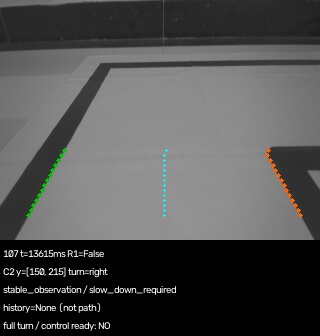 107 t=13615ms R1=False
C2 y=[150, 215] turn=right
stable_observation / slow_down_required
history=None (not path)
full turn / control ready: NO